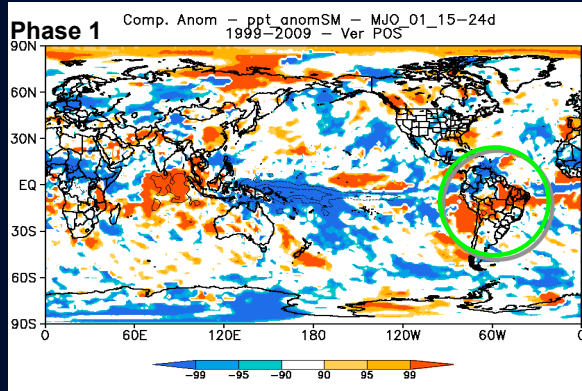 Phase 1
Comp. Anom – ppt_anomSM – MJO_01_15-24d
1999-2009 – Ver POS
90N
60N
30N
EQ
30S
60S
90S
0 60E 120E 180 120W 60W 0
-99 -95 -90 90 95 99